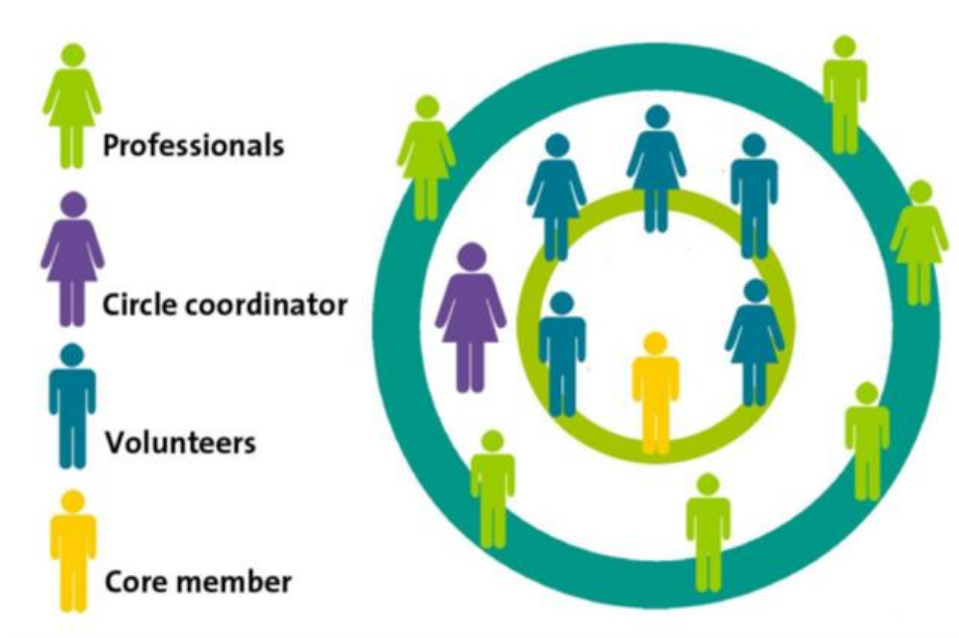 Professionals
Circle coordinator
Volunteers
Core member